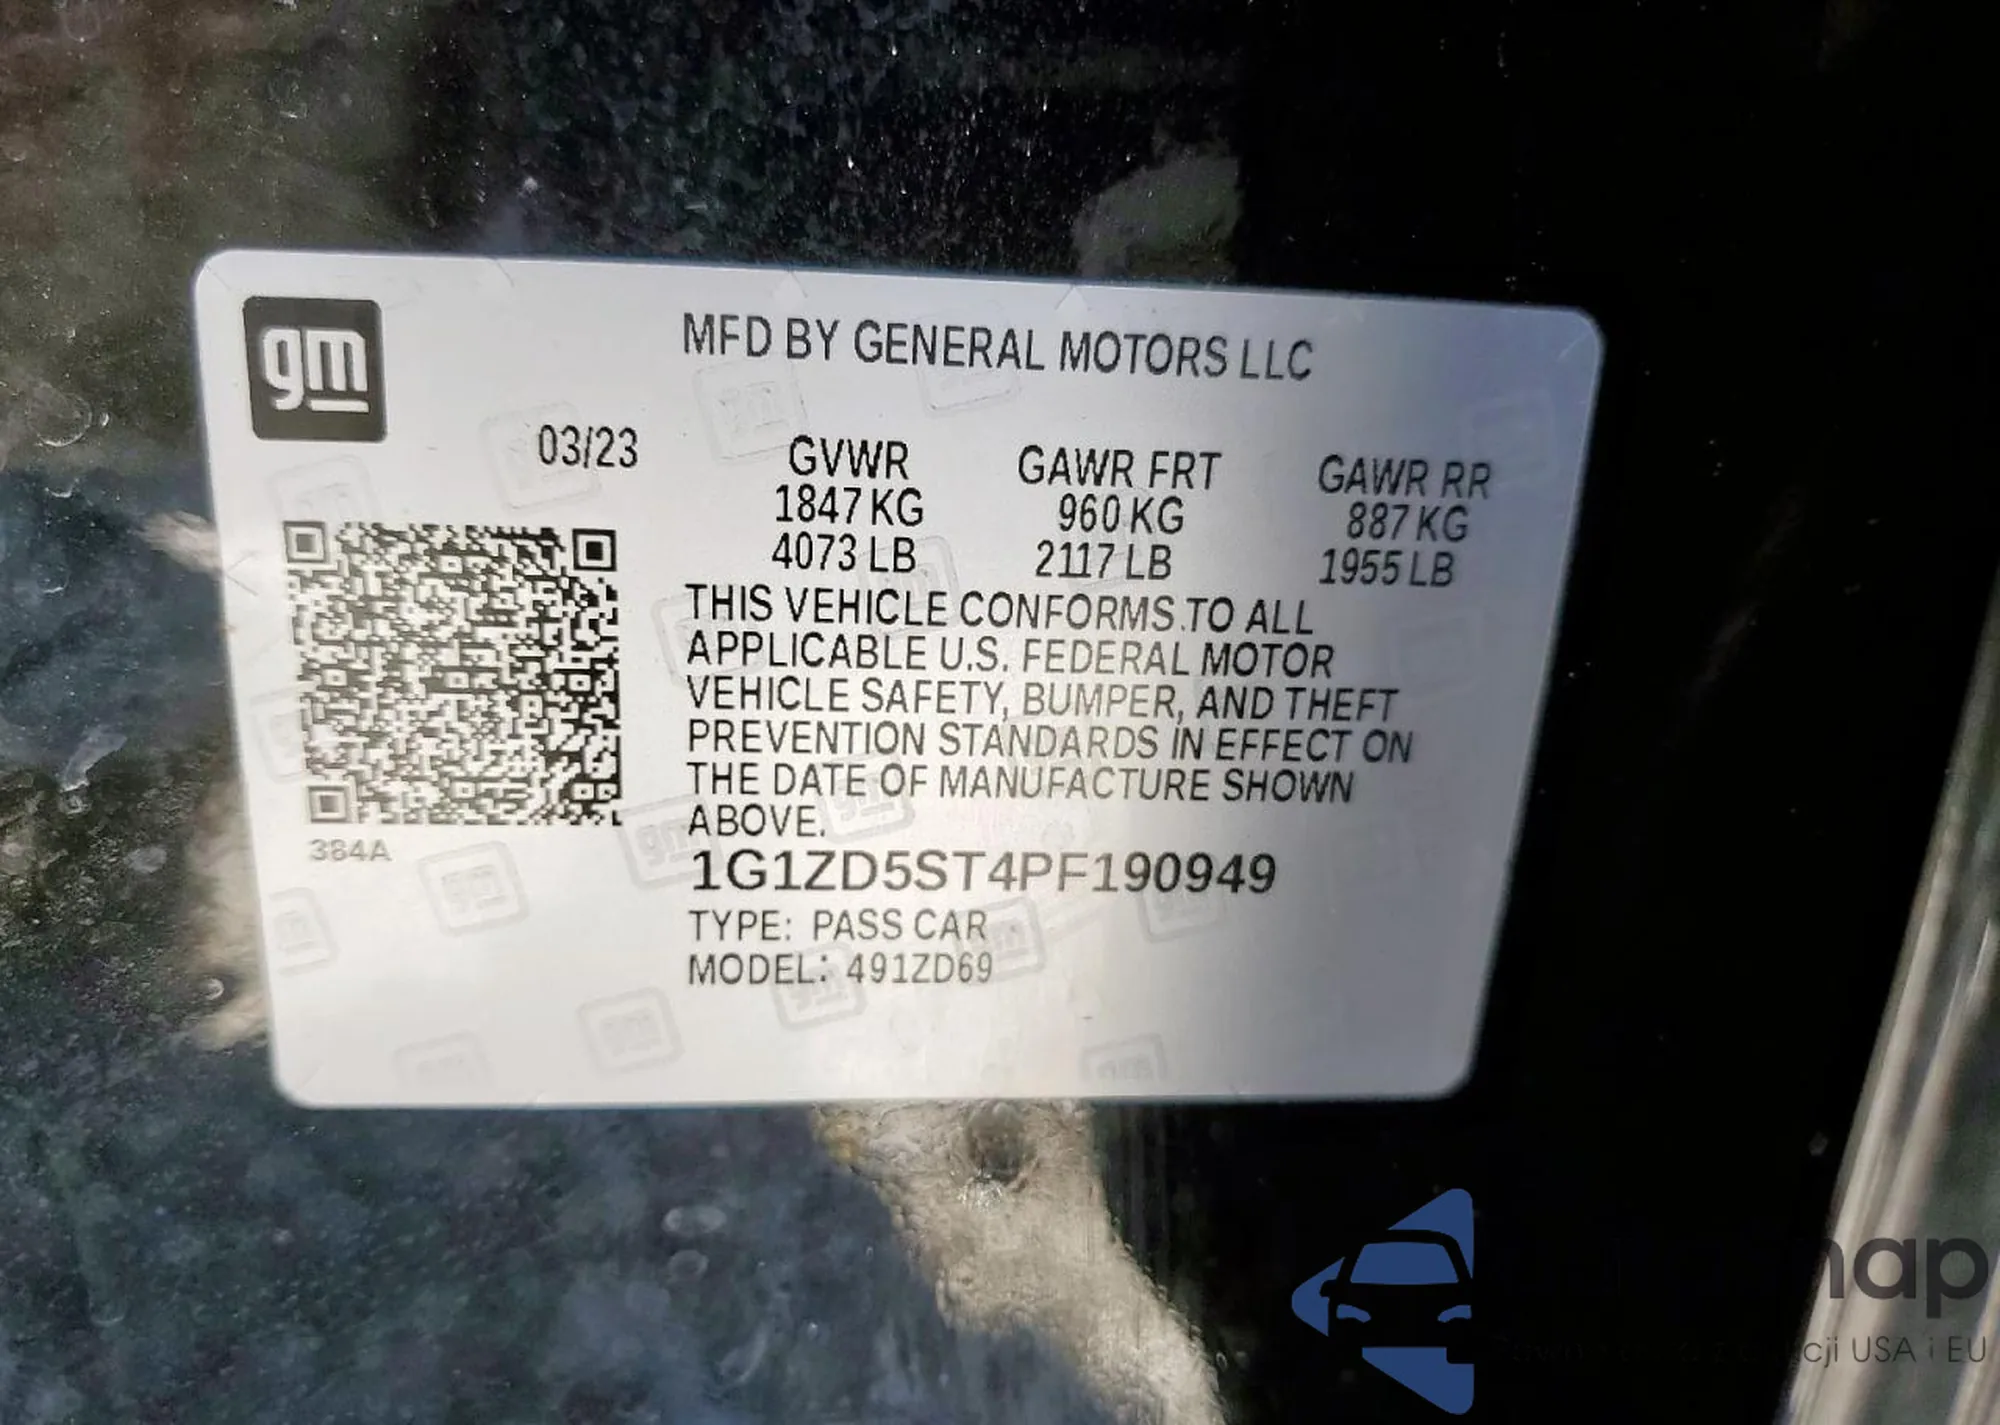 gm
MFD BY GENERAL MOTORS LLC
03/23
GVWR GAWR FRT GAWR RR
1847 KG 960 KG 887 KG
4073 LB 2117 LB 1955 LB
THIS VEHICLE CONFORMS TO ALL
APPLICABLE U.S. FEDERAL MOTOR
VEHICLE SAFETY, BUMPER, AND THEFT
PREVENTION STANDARDS IN EFFECT ON
THE DATE OF MANUFACTURE SHOWN
ABOVE.
384A
1G1ZD5ST4PF190949
TYPE: PASS CAR
MODEL: 491ZD69
USA i EU